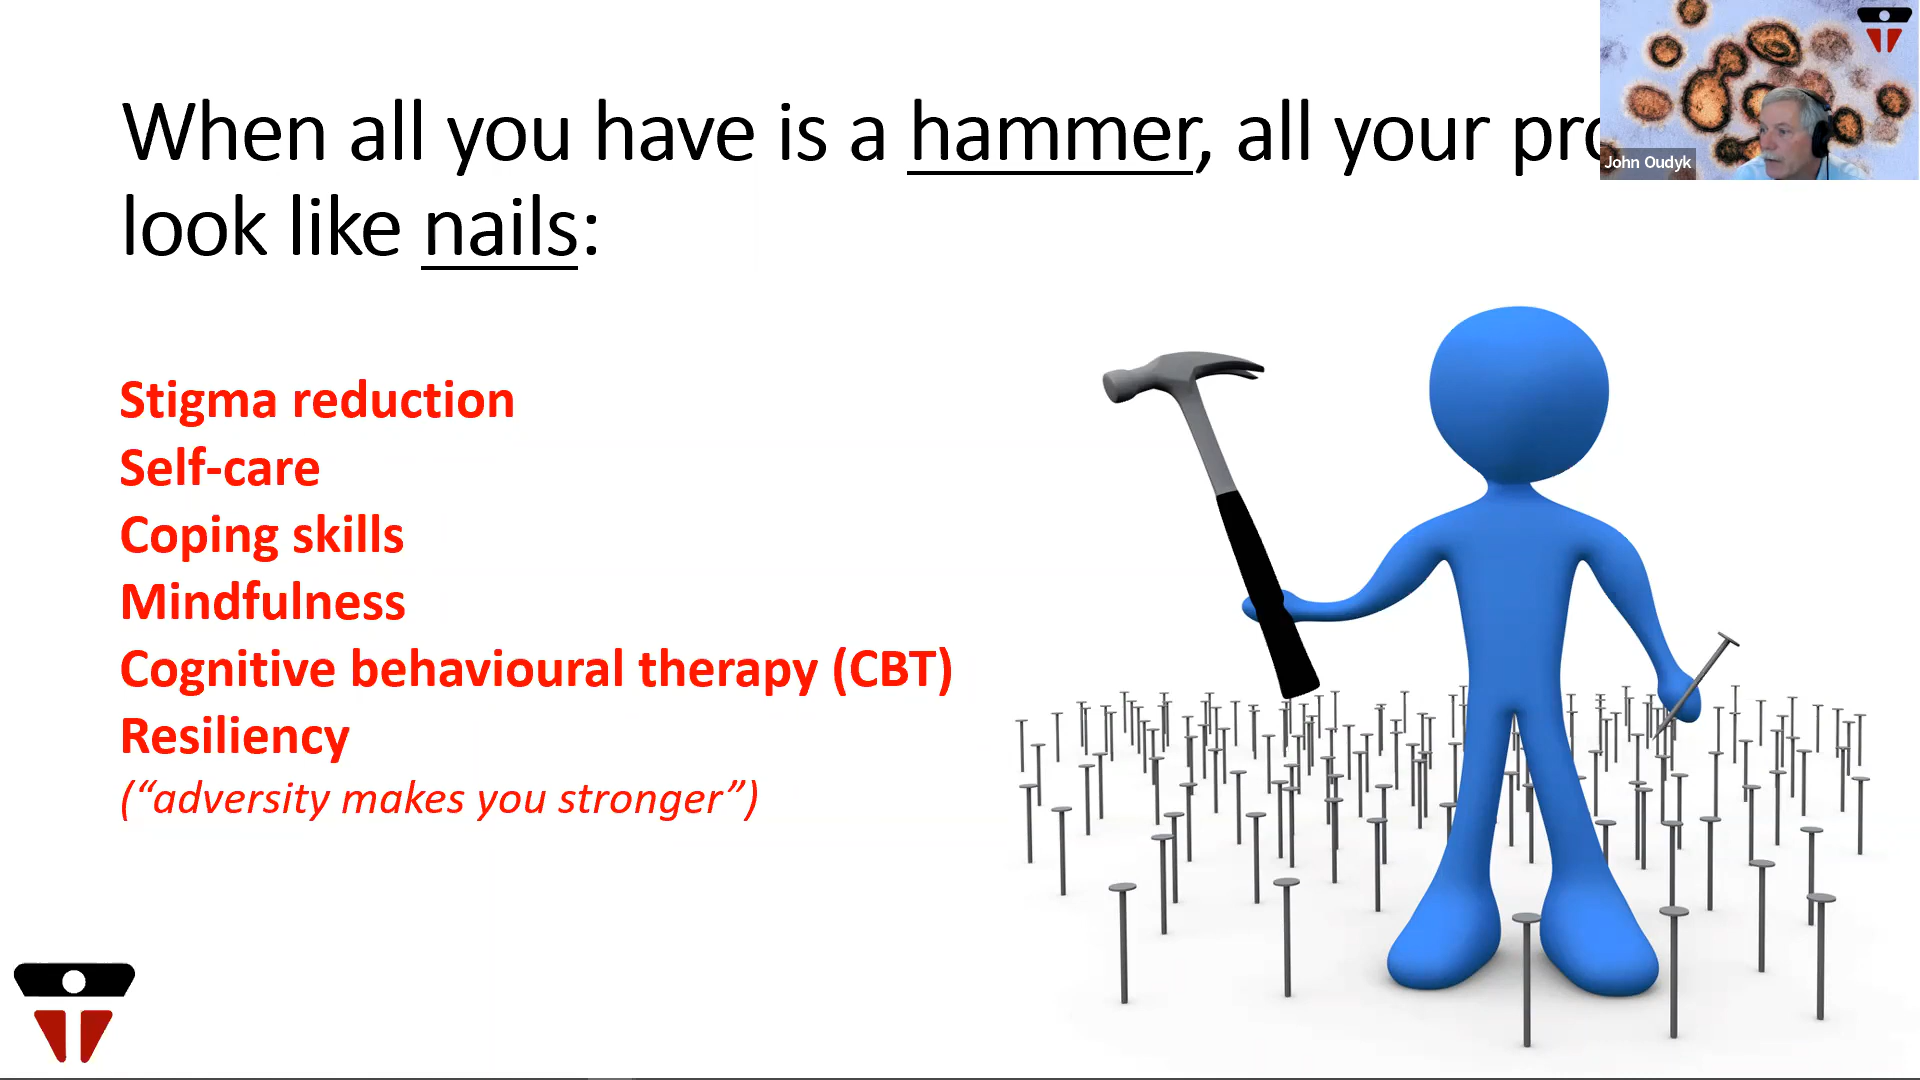 When all you have is a hammer, all your
look like nails:
John Oudyk
Stigma reduction
Self-care
Coping skills
Mindfulness
Cognitive behavioural therapy (CBT)
Resiliency
(“adversity makes you stronger”)